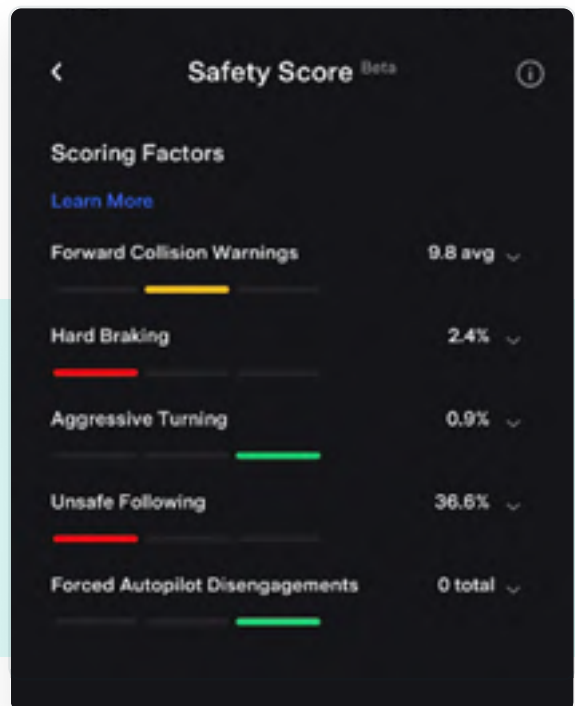 Safety Score Beta
Scoring Factors
Learn More
Forward Collision Warnings 9.8 avg
Hard Braking 2.4%
Aggressive Turning 0.9%
Unsafe Following 36.6%
Forced Autopilot Disengagements 0 total